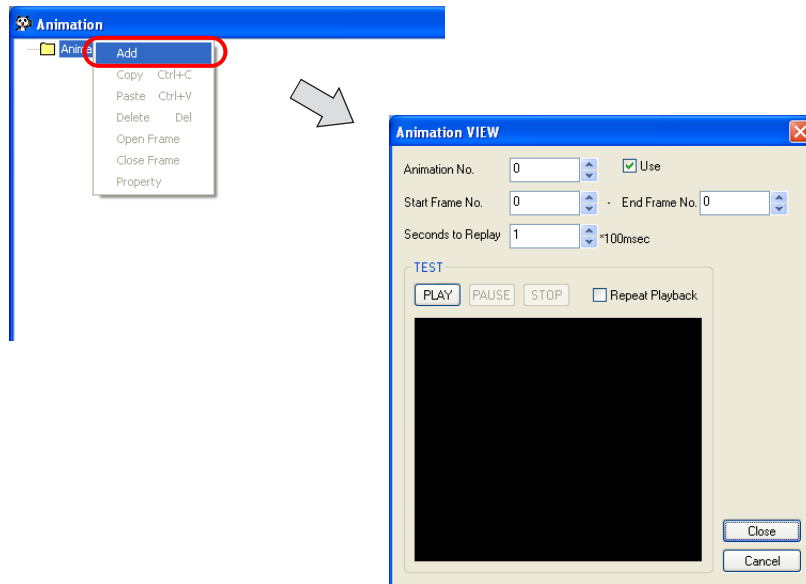 Animation
Anima
Add
Copy Ctrl+C
Paste Ctrl+V
Delete Del
Open Frame
Close Frame
Property
Animation VIEW
Animation No. 0 Use
Start Frame No. 0 - End Frame No. 0
Seconds to Replay 1 *100msec
TEST
PLAY PAUSE STOP Repeat Playback
Close
Cancel